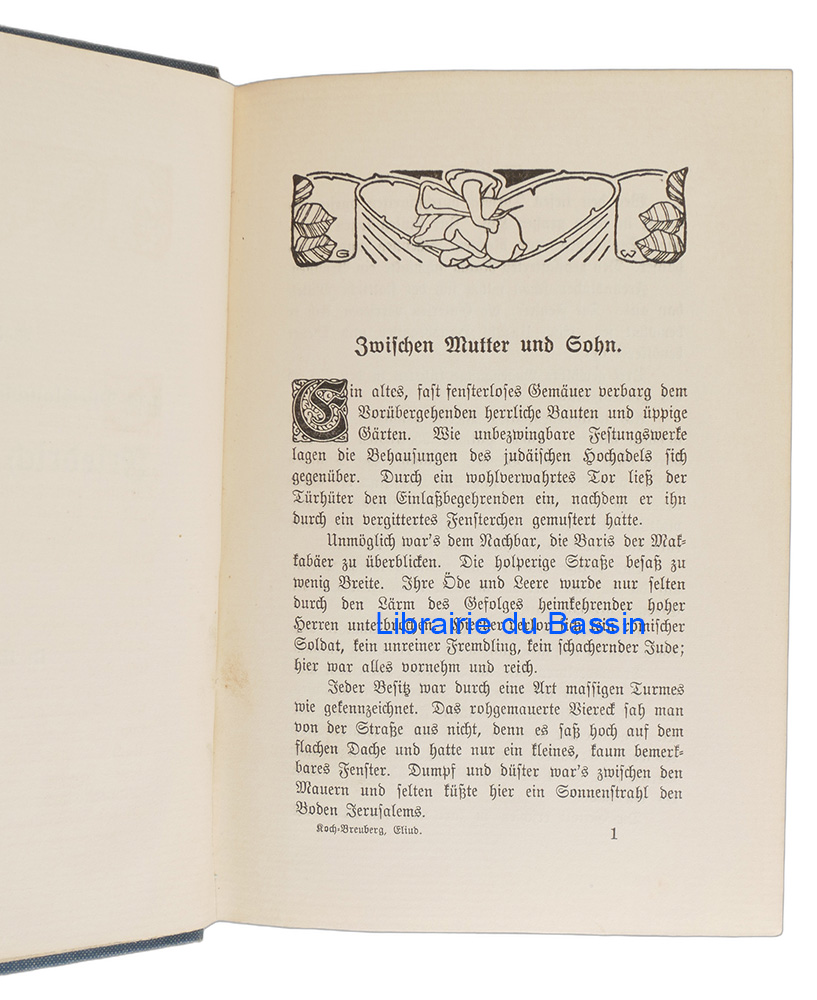 G W
Zwischen Mutter und Sohn.
Ein altes, fast fensterloses Gemäuer verbarg dem
Vorübergehenden herrliche Bauten und üppige
Gärten. Wie unbezwingbare Festungswerke
lagen die Behausungen des judäischen Hochadels sich
gegenüber. Durch ein wohlverwahrtes Tor ließ der
Türhüter den Einlaßbegehrenden ein, nachdem er ihn
durch ein vergittertes Fensterchen gemustert hatte.
Unmöglich war's dem Nachbar, die Baris der Mak-
kabäer zu überblicken. Die holperige Straße besaß zu
wenig Breite. Ihre Öde und Leere wurde nur selten
durch den Lärm des Gefolges heimkehrender hoher
Herren unterbrochen. Hierher verlor sich kein römischer
Librairie du Bassin
Soldat, kein unreiner Fremdling, kein schachernder Jude;
hier war alles vornehm und reich.
Jeder Besitz war durch eine Art massigen Turmes
wie gekennzeichnet. Das rohgemauerte Viereck sah man
von der Straße aus nicht, denn es saß hoch auf dem
flachen Dache und hatte nur ein kleines, kaum bemerk-
bares Fenster. Dumpf und düster war's zwischen den
Mauern und selten küßte hier ein Sonnenstrahl den
Boden Jerusalems.
Koch-Breuberg, Eliud. 1